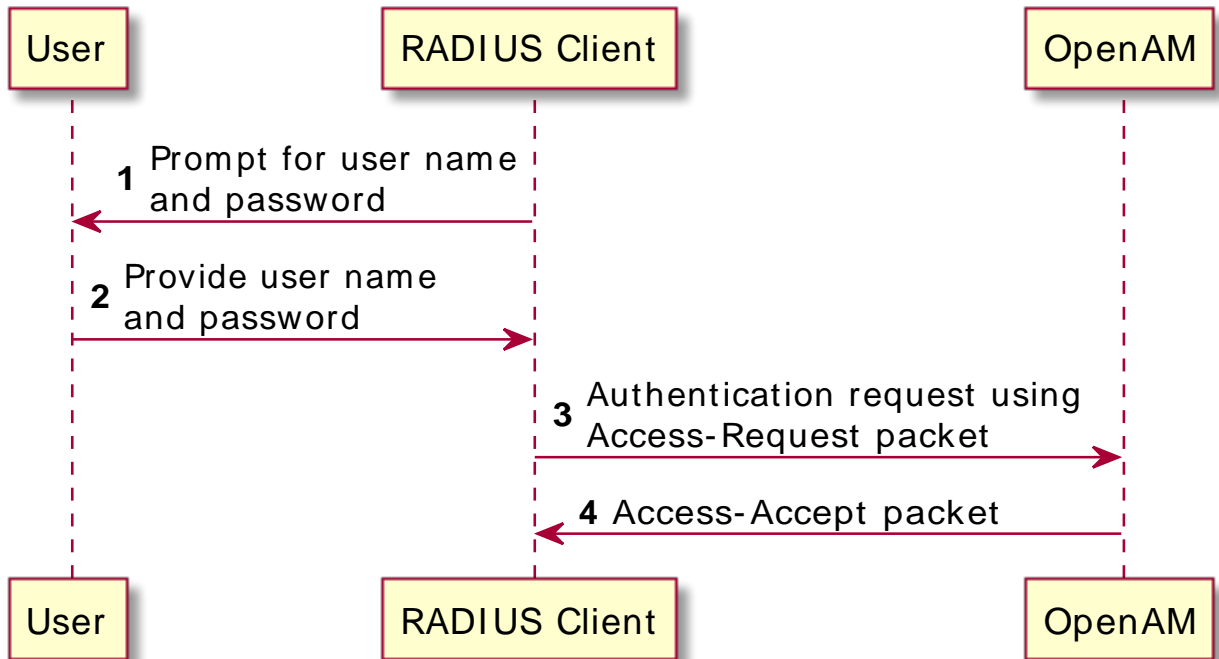 User
RADIUS Client
OpenAM
1
Prompt for user name
and password
2
Provide user name
and password
3
Authentication request using
Access-Request packet
4 Access-Accept packet
User
RADIUS Client
OpenAM